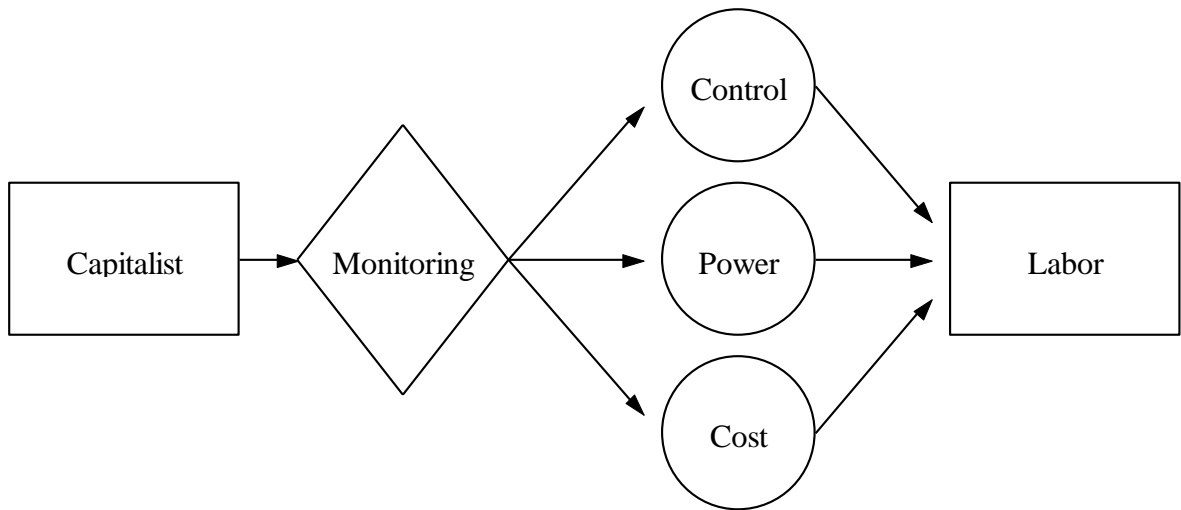 Capitalist
Monitoring
Control
Power
Cost
Labor